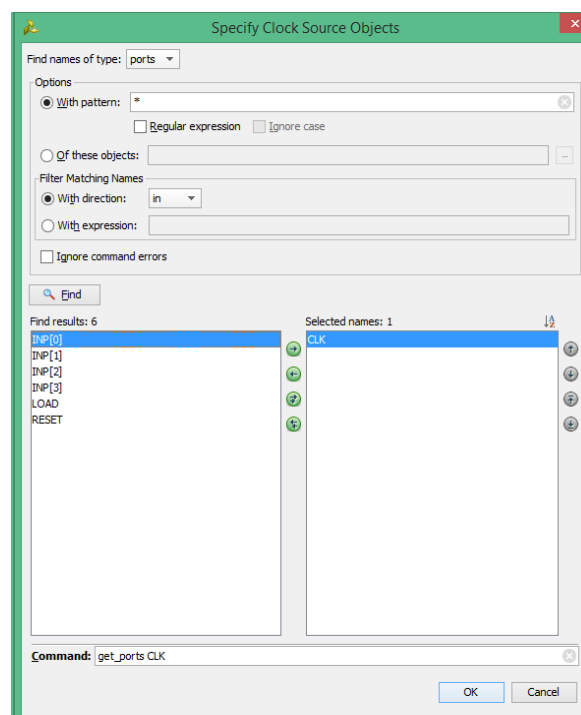 Specify Clock Source Objects
Find names of type: ports
Options
With pattern: *
Regular expression Ignore case
Of these objects:
Filter Matching Names
With direction: in
With expression:
Ignore command errors
Find
Find results: 6 Selected names: 1
INP[0] CLK
INP[1]
INP[2]
INP[3]
LOAD
RESET
Command: get_ports CLK
OK Cancel